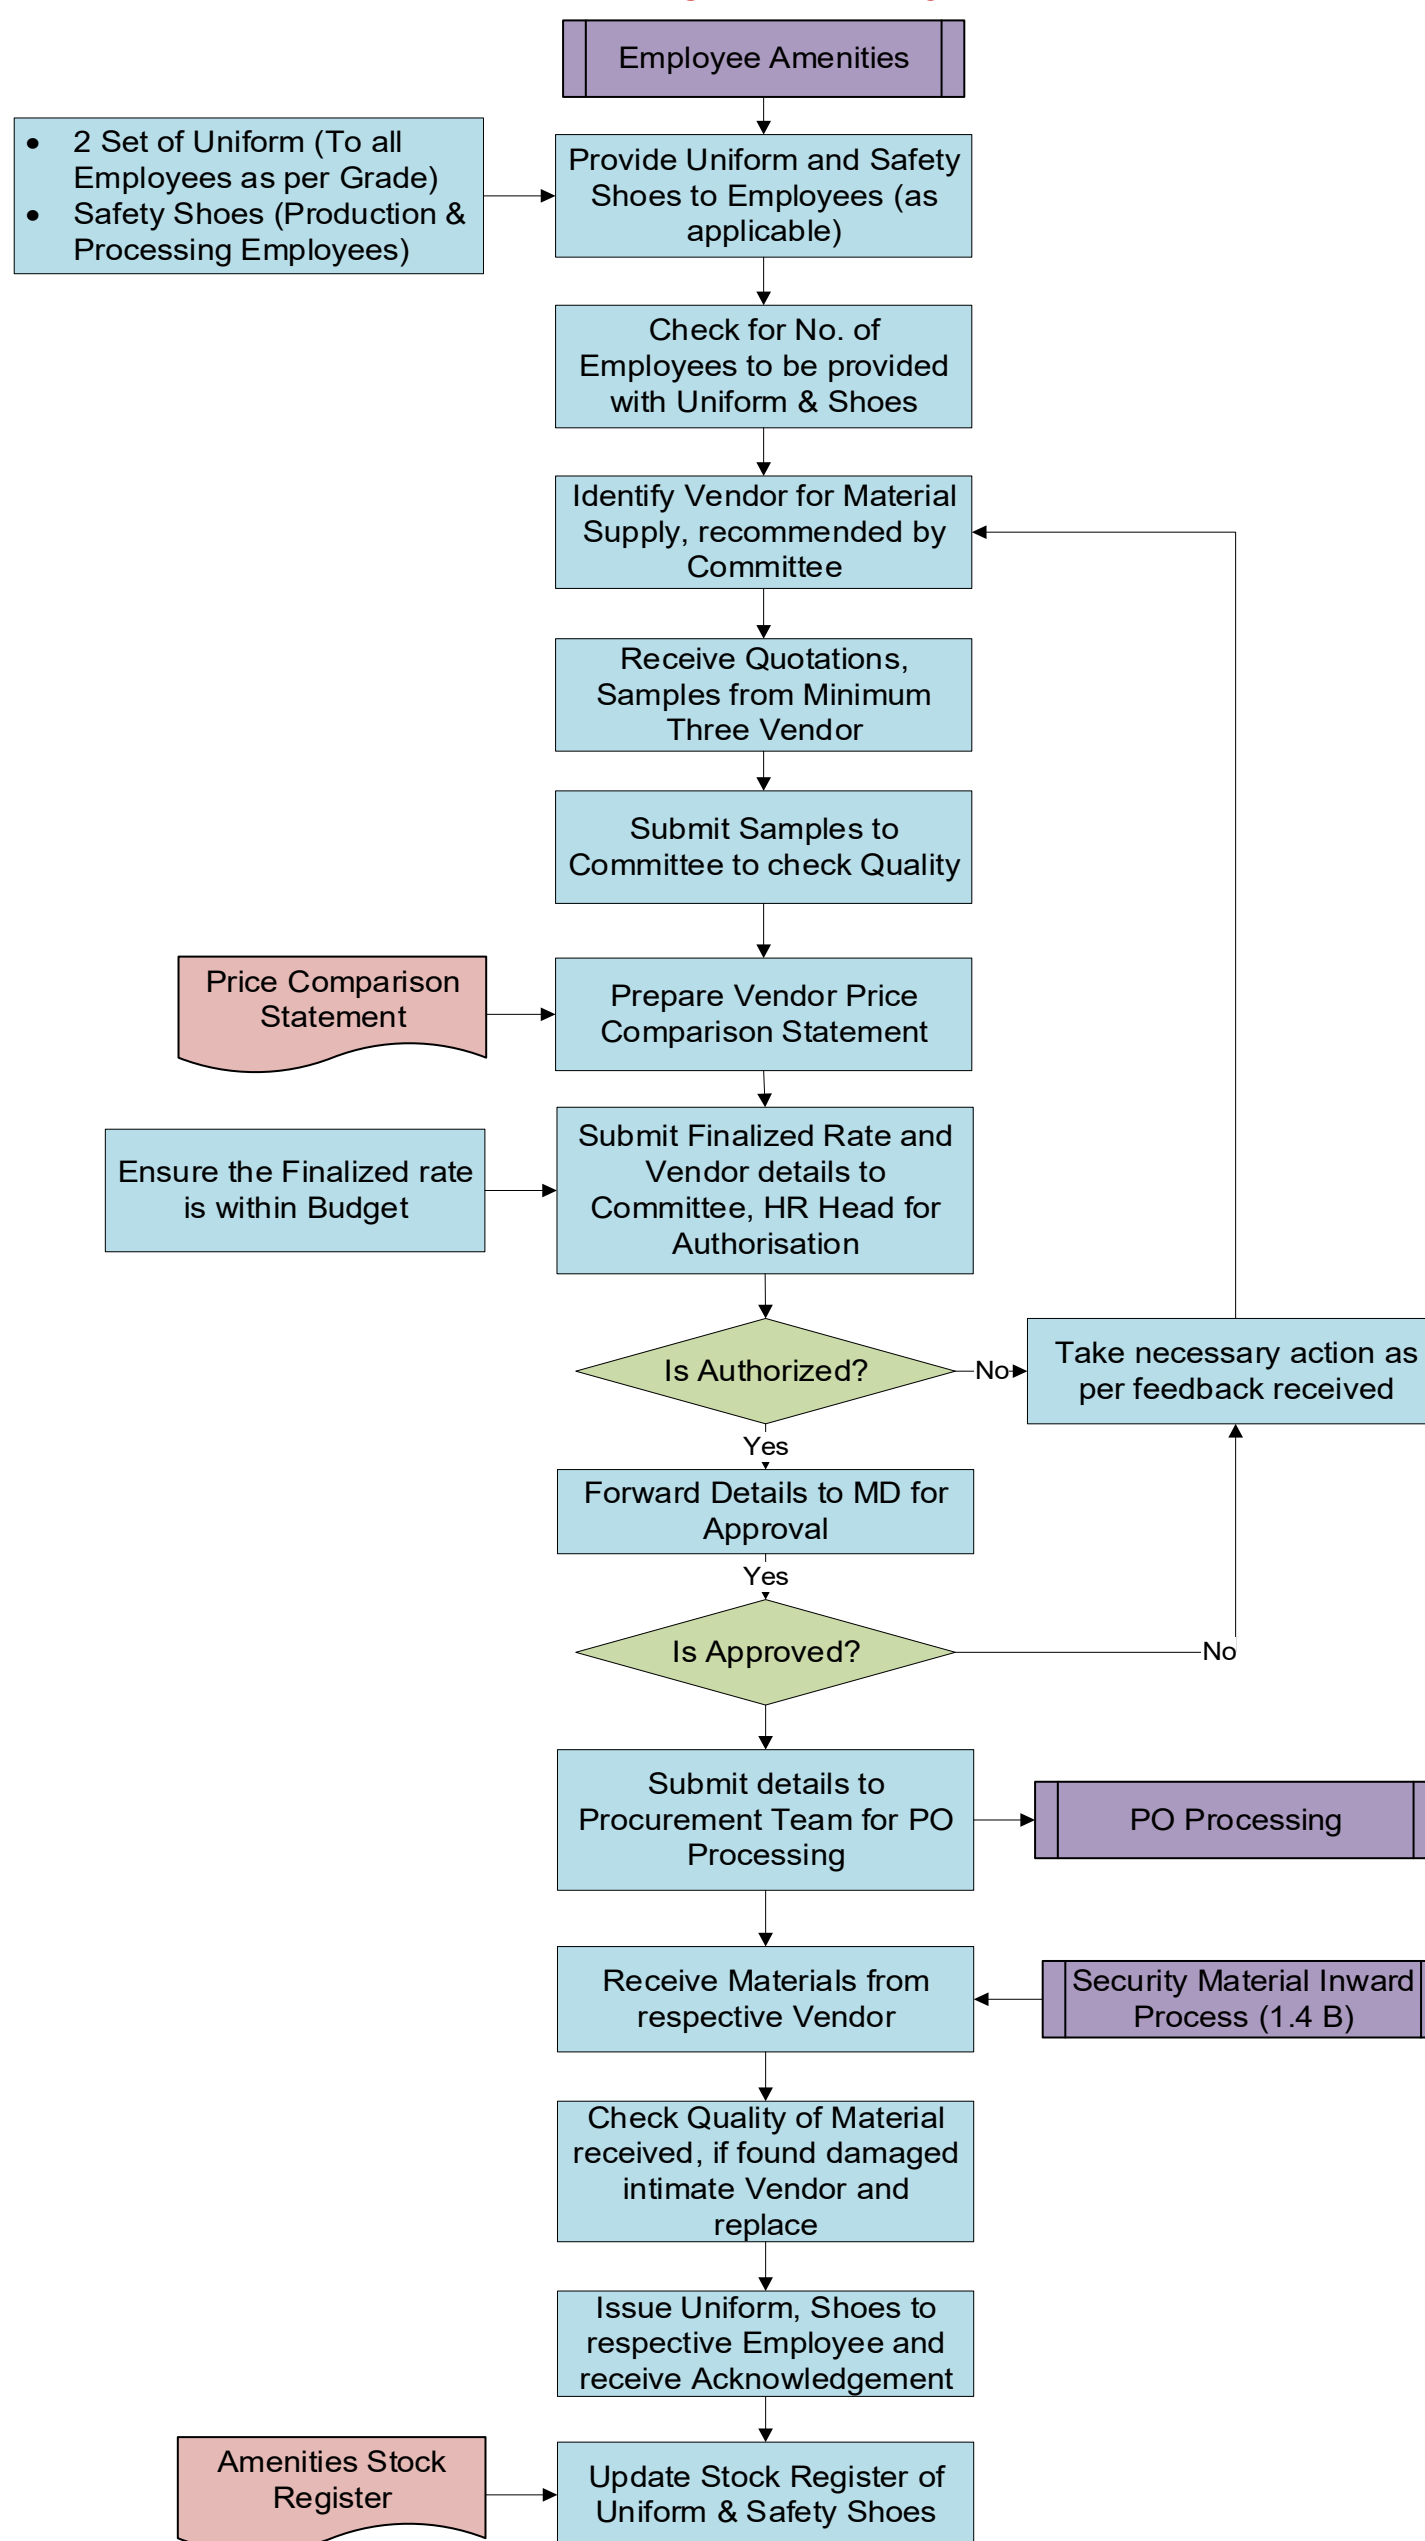 Employee Amenities
• 2 Set of Uniform (To all
Employees as per Grade)
• Safety Shoes (Production &
Processing Employees)
Provide Uniform and Safety
Shoes to Employees (as
applicable)
Check for No. of
Employees to be provided
with Uniform & Shoes
Identify Vendor for Material
Supply, recommended by
Committee
Receive Quotations,
Samples from Minimum
Three Vendor
Submit Samples to
Committee to check Quality
Price Comparison
Statement
Prepare Vendor Price
Comparison Statement
Ensure the Finalized rate
is within Budget
Submit Finalized Rate and
Vendor details to
Committee, HR Head for
Authorisation
Is Authorized?
No
Take necessary action as
per feedback received
Yes
Forward Details to MD for
Approval
Yes
Is Approved?
No
Submit details to
Procurement Team for PO
Processing
PO Processing
Receive Materials from
respective Vendor
Security Material Inward
Process (1.4 B)
Check Quality of Material
received, if found damaged
intimate Vendor and
replace
Issue Uniform, Shoes to
respective Employee and
receive Acknowledgement
Amenities Stock
Register
Update Stock Register of
Uniform & Safety Shoes